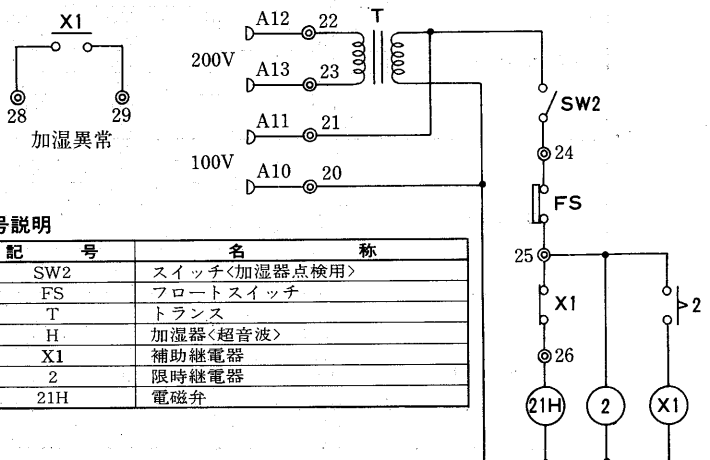 X1
28
29
加湿異常
200V
A12
22
T
A13
23
100V
A11
21
A10
20
SW2
24
FS
25
X1
2
26
21H
2
X1
号説明
記 号
名 称
SW2
スイッチ<加湿器点検用>
FS
フロートスイッチ
T
トランス
H
加湿器<超音波>
X1
補助継電器
2
限時継電器
21H
電磁弁